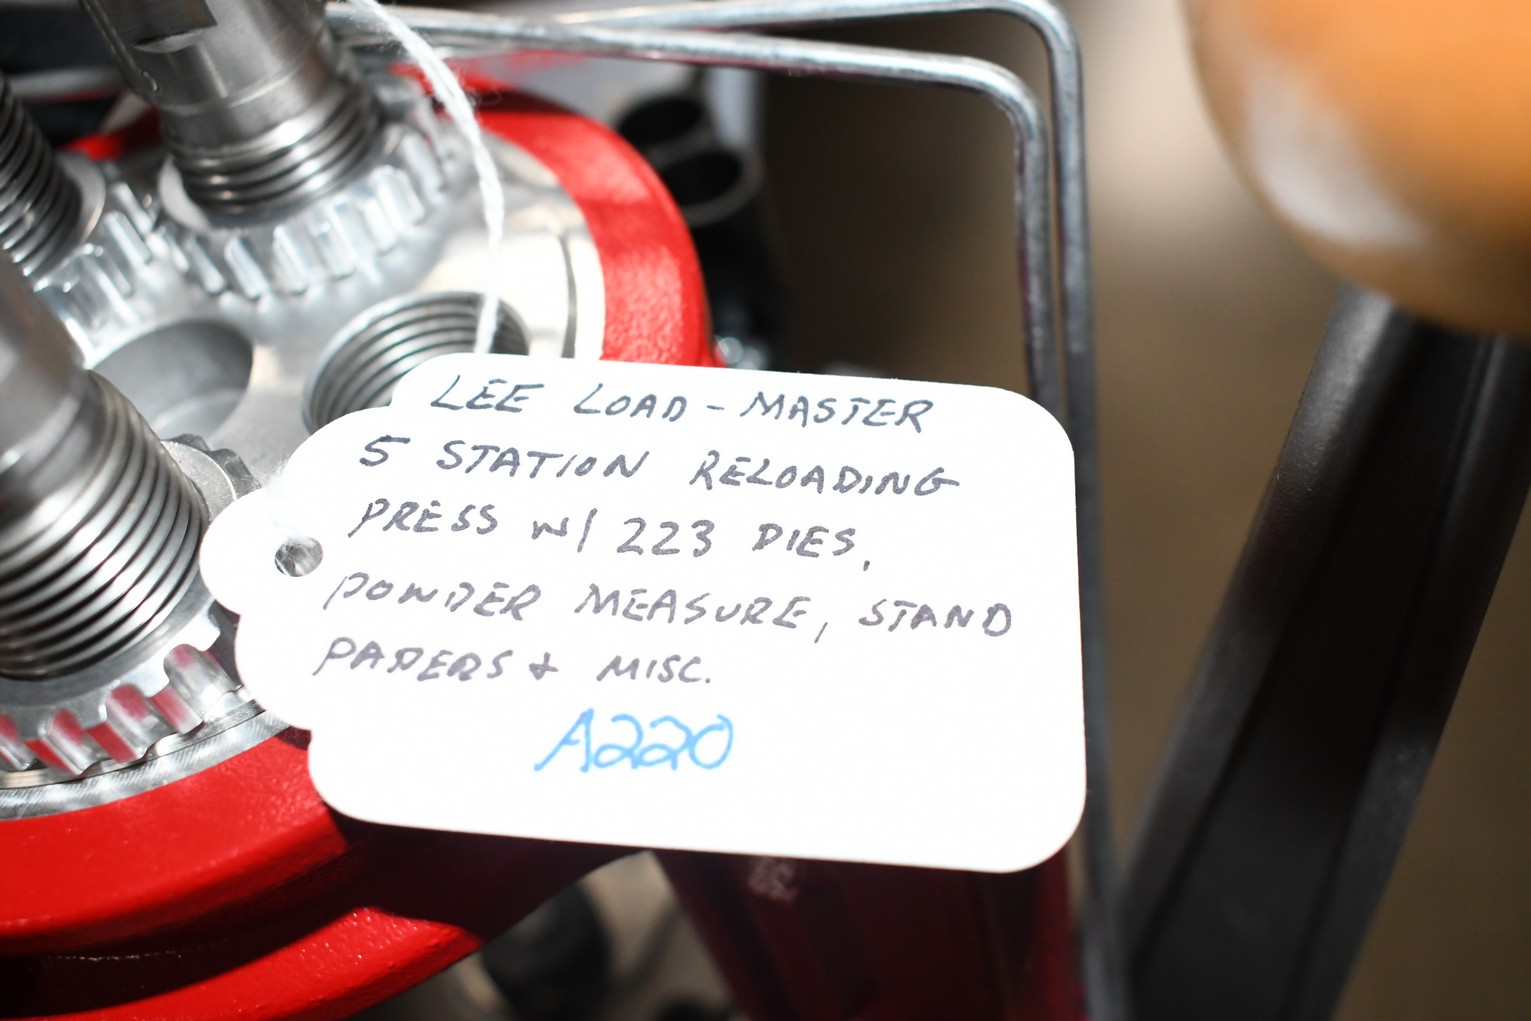 LEE LOAD-MASTER
5 STATION RELOADING
PRESS W/ 223 DIES,
POWDER MEASURE, STAND
PAPERS & MISC.
A220